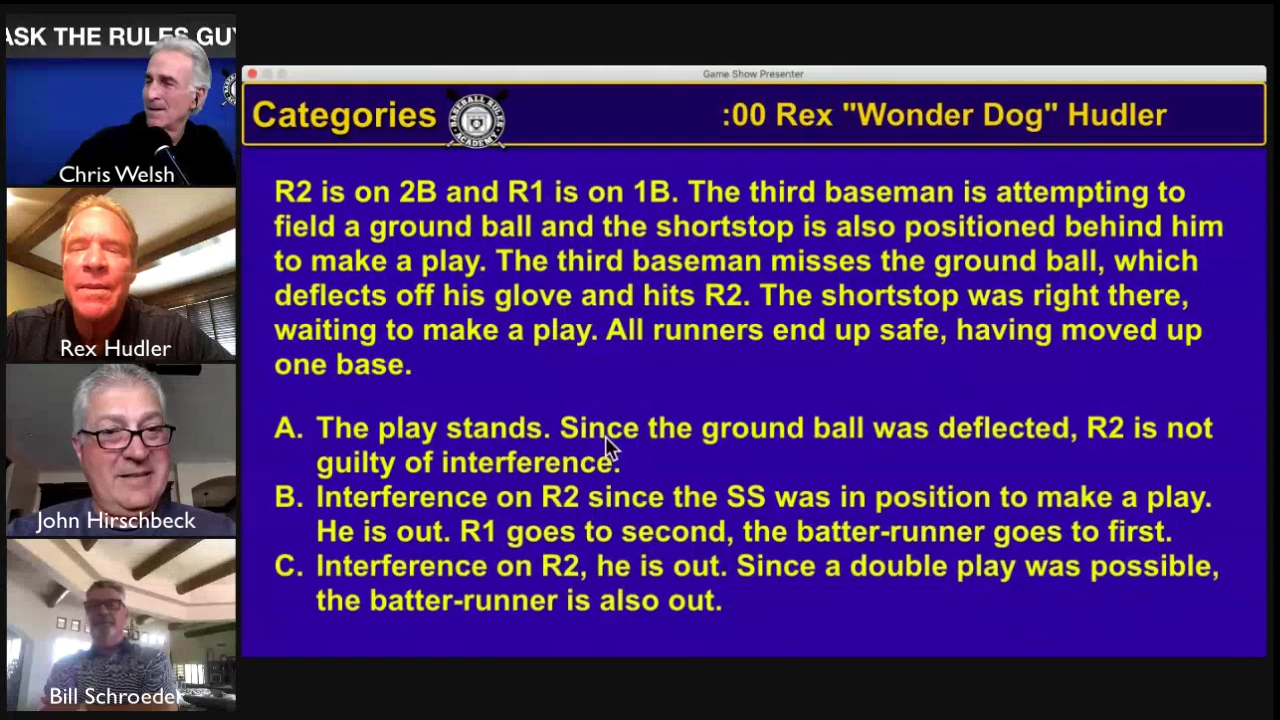 ASK THE RULES GUY
Chris Welsh
Rex Hudler
John Hirschbeck
Bill Schroeder
Game Show Presenter
Categories
BASEBALL RULES
ACADEMY
:00 Rex "Wonder Dog" Hudler
R2 is on 2B and R1 is on 1B. The third baseman is attempting to
field a ground ball and the shortstop is also positioned behind him
to make a play. The third baseman misses the ground ball, which
deflects off his glove and hits R2. The shortstop was right there,
waiting to make a play. All runners end up safe, having moved up
one base.
A. The play stands. Since the ground ball was deflected, R2 is not
guilty of interference.
B. Interference on R2 since the SS was in position to make a play.
He is out. R1 goes to second, the batter-runner goes to first.
C. Interference on R2, he is out. Since a double play was possible,
the batter-runner is also out.